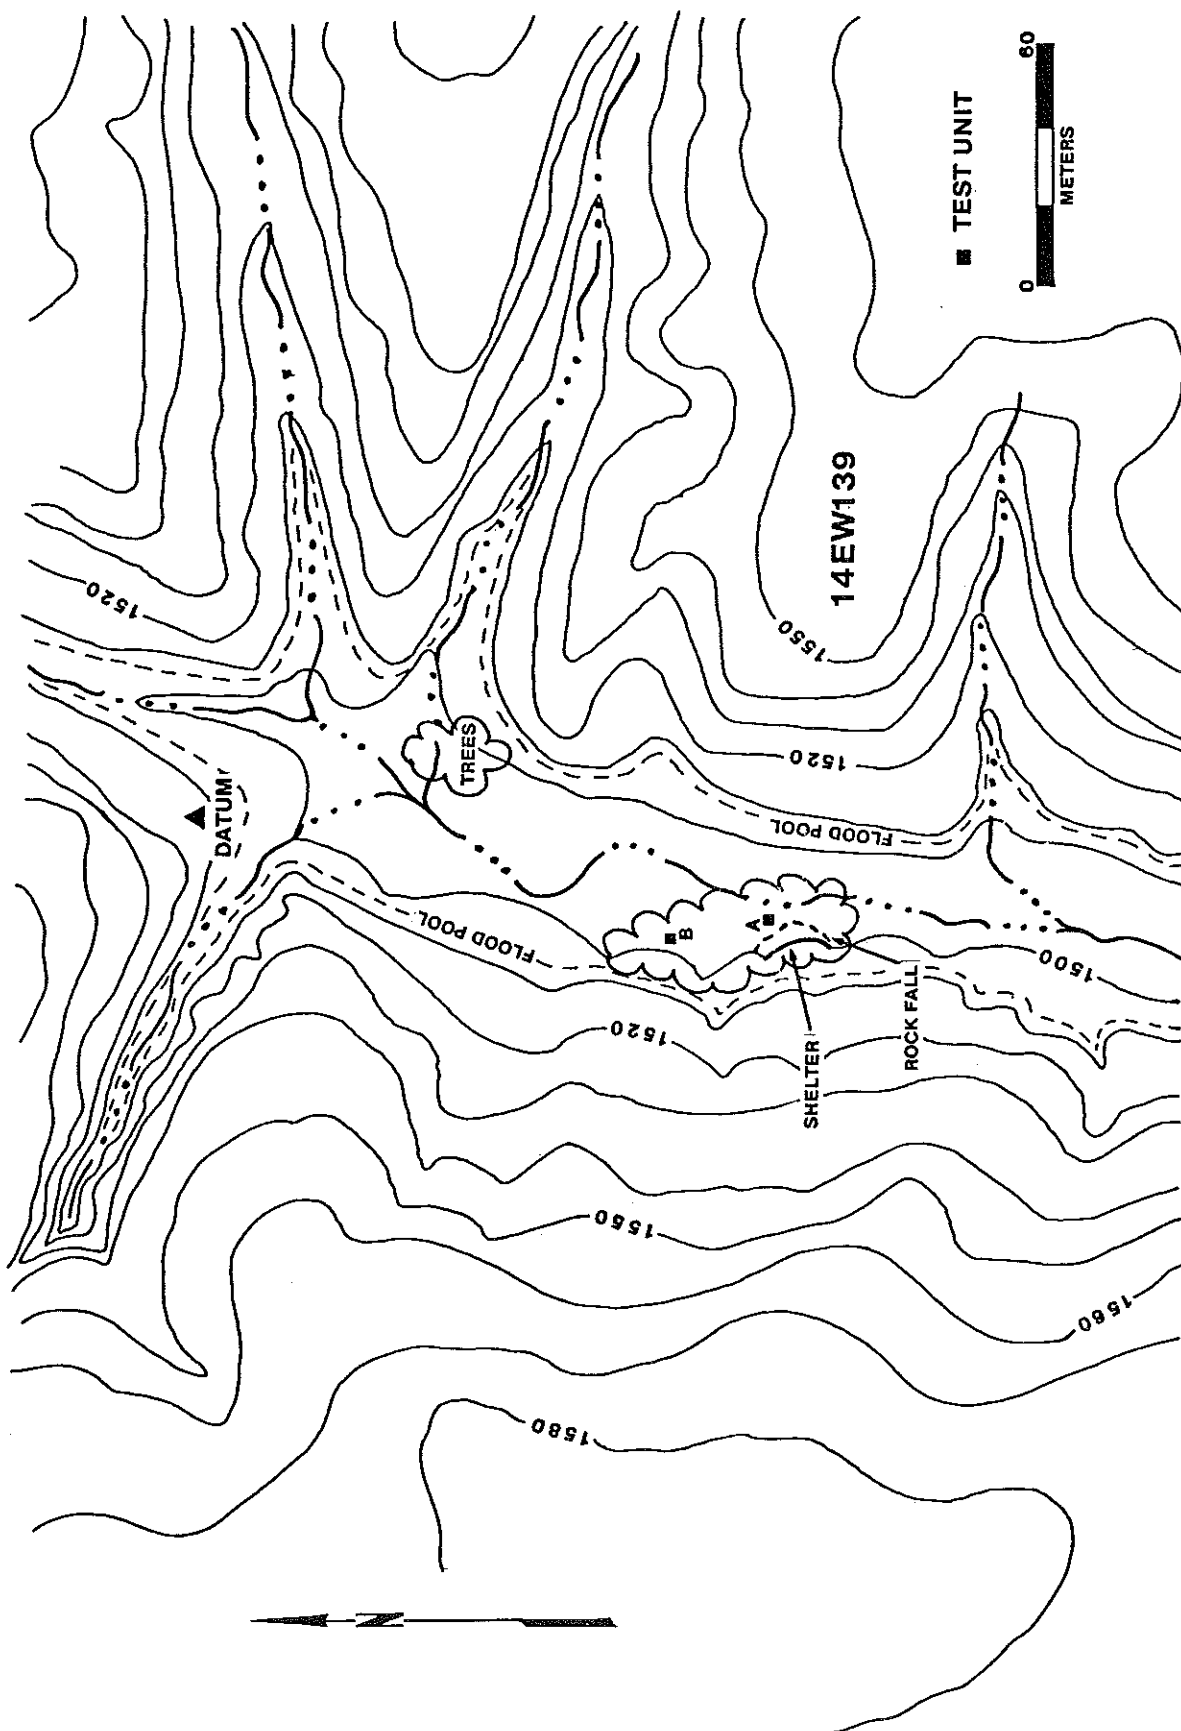 1520
DATUM
TREES
FLOOD POOL
FLOOD POOL
1520
1550
14EW139
■ TEST UNIT
0 60
METERS
B
A
SHELTER
ROCK FALL
1500
1520
1550
1560
1580
N